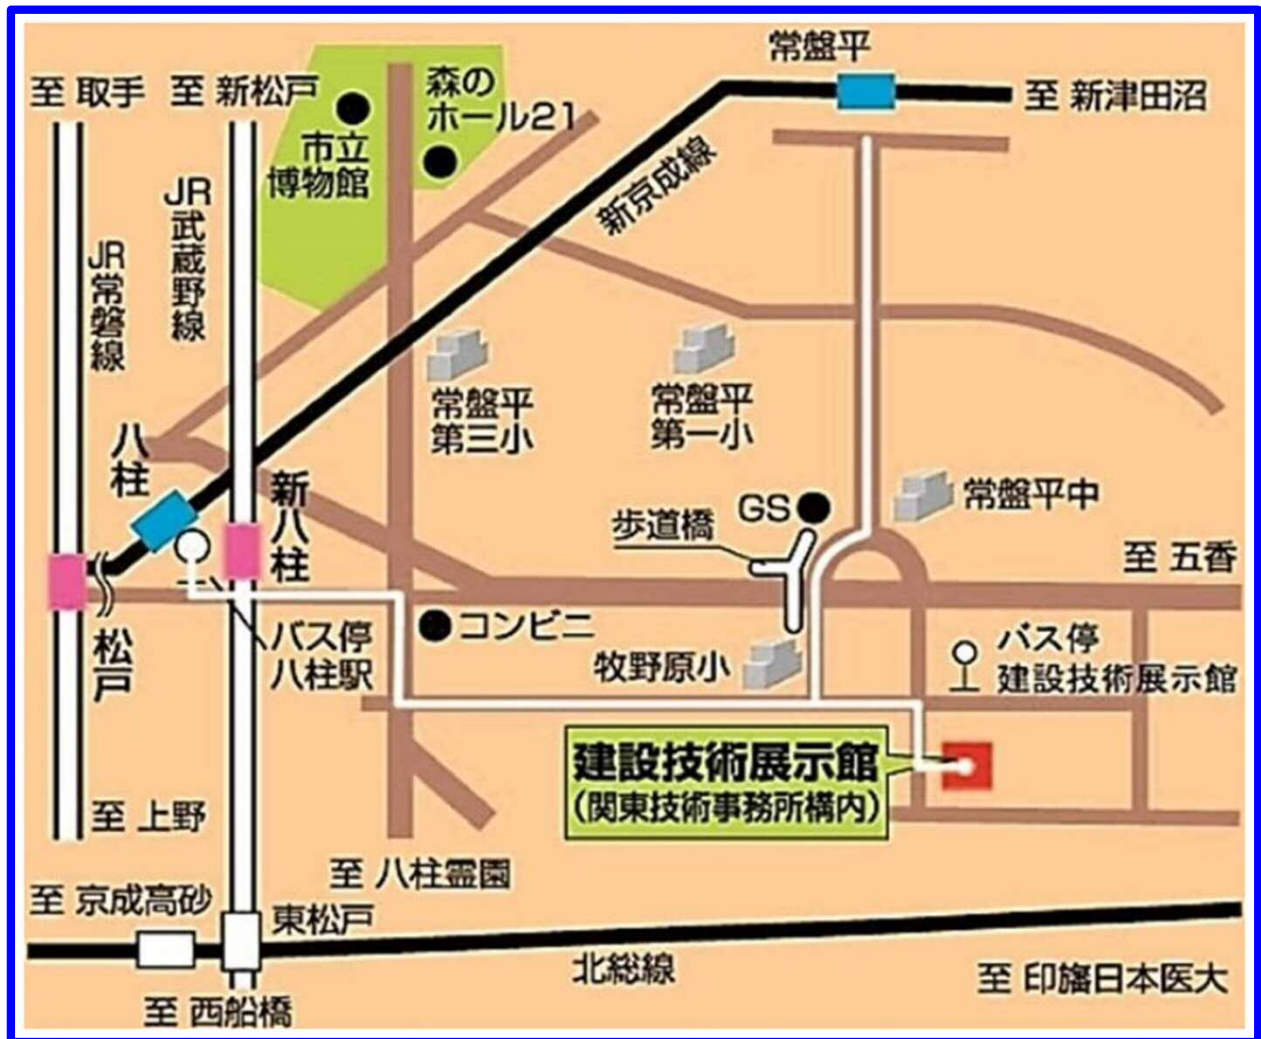 常盤平
至 取手
至 新松戸
森の
ホール21
至 新津田沼
市立
博物館
新京成線
JR武蔵野線
JR常磐線
常盤平
第三小
常盤平
第一小
八柱
新八柱
GS
常盤平中
歩道橋
至 五香
コンビニ
バス停
八柱駅
松戸
牧野原小
バス停
建設技術展示館
建設技術展示館
(関東技術事務所構内)
至 上野
至 八柱霊園
至 京成高砂
東松戸
北総線
至 印旛日本医大
至 西船橋